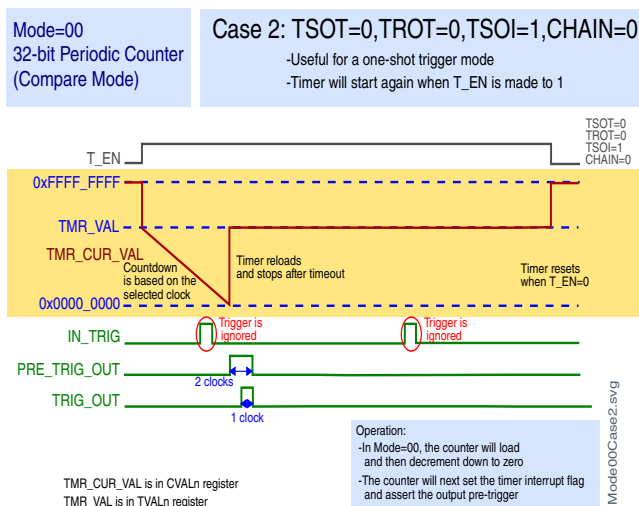 Mode=00
32-bit Periodic Counter
(Compare Mode)
Case 2: TSOT=0,TROT=0,TSOI=1,CHAIN=0
-Useful for a one-shot trigger mode
-Timer will start again when T_EN is made to 1
TSOT=0
TROT=0
TSOI=1
CHAIN=0
T_EN
0xFFFF_FFFF
TMR_VAL
TMR_CUR_VAL
Countdown
is based on the
selected clock
Timer reloads
and stops after timeout
Timer resets
when T_EN=0
0x0000_0000
IN_TRIG
Trigger is
ignored
Trigger is
ignored
PRE_TRIG_OUT
2 clocks
TRIG_OUT
1 clock
Operation:
-In Mode=00, the counter will load
and then decrement down to zero
-The counter will next set the timer interrupt flag
and assert the output pre-trigger
TMR_CUR_VAL is in CVALn register
TMR_VAL is in TVALn register
Mode00Case2.svg